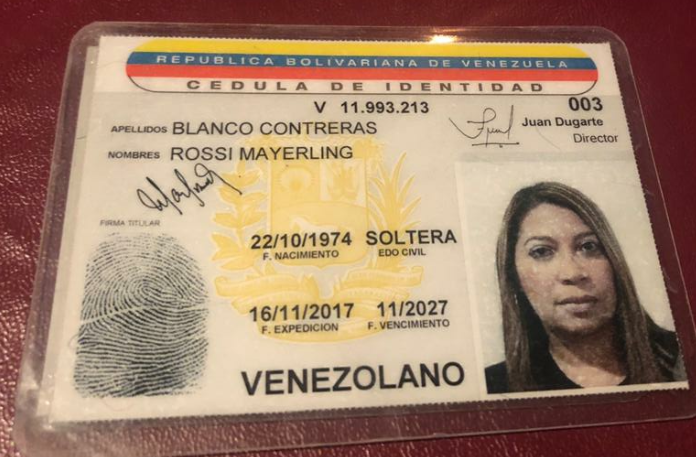 REPUBLICA BOLIVARIANA DE VENEZUELA
CEDULA DE IDENTIDAD
V 11.993.213
003
APELLIDOS BLANCO CONTRERAS
Juan Dugarte
Director
NOMBRES ROSSI MAYERLING
FIRMA TITULAR
22/10/1974 SOLTERA
F. NACIMIENTO EDO CIVIL
16/11/2017 11/2027
F. EXPEDICION F. VENCIMIENTO
VENEZOLANO